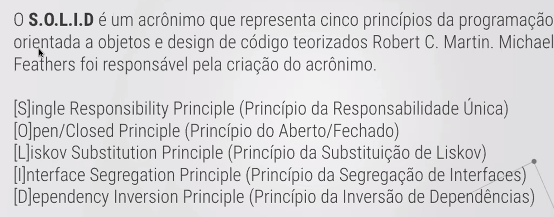 O S.O.L.I.D é um acrônimo que representa cinco princípios da programação
orientada a objetos e design de código teorizados Robert C. Martin. Michael
Feathers foi responsável pela criação do acrônimo.
[S]ingle Responsibility Principle (Princípio da Responsabilidade Única)
[O]pen/Closed Principle (Princípio do Aberto/Fechado)
[L]iskov Substitution Principle (Princípio da Substituição de Liskov)
[I]nterface Segregation Principle (Princípio da Segregação de Interfaces)
[D]ependency Inversion Principle (Princípio da Inversão de Dependências)